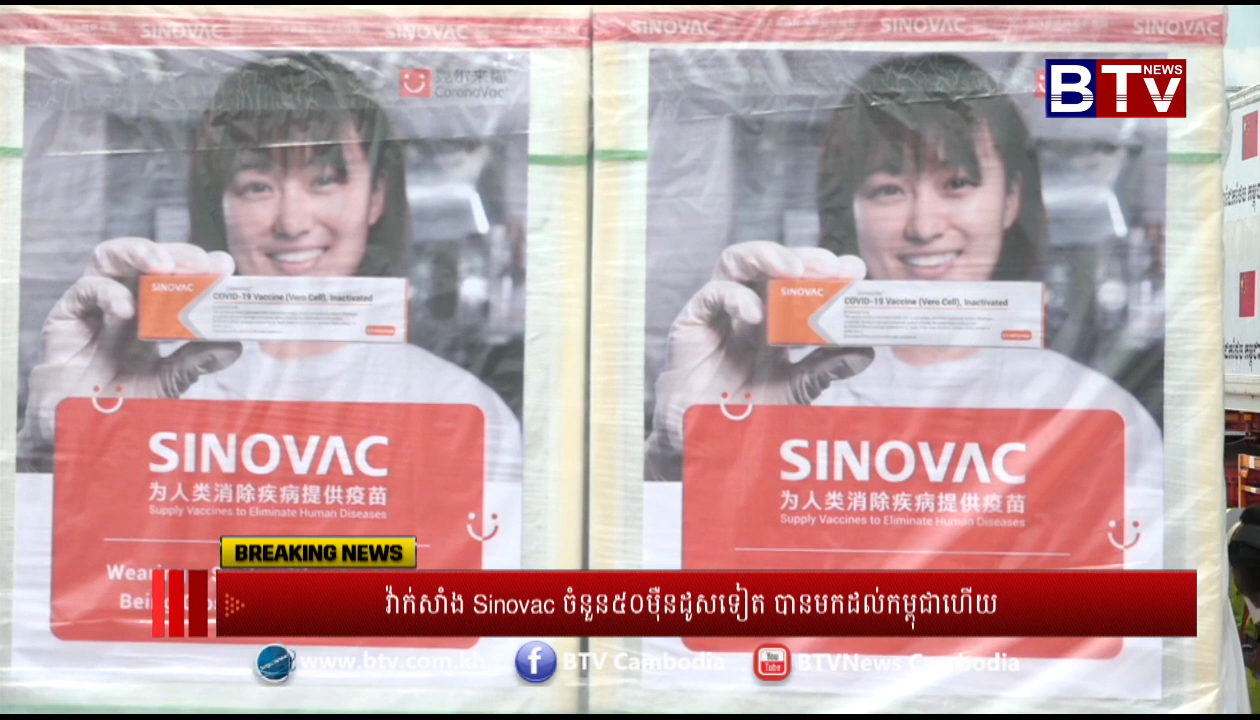 SINOVAC
SINOVAC
SINOVAC
SINOVAC
SINOVAC
CoronaVac
BTV NEWS
SINOVAC
COVID-19 Vaccine (Vero Cell), Inactivated
SINOVAC
COVID-19 Vaccine (Vero Cell), Inactivated
SINOVAC
为人类消除疾病提供疫苗
Supply Vaccines to Eliminate Human Diseases
SINOVAC
为人类消除疾病提供疫苗
Supply Vaccines to Eliminate Human Diseases
BREAKING NEWS
វ៉ាក់សាំង Sinovac ចំនួន៥០ម៉ឺនដូសទៀត បានមកដល់កម្ពុជាហើយ
www.btv.com.kh
BTV Cambodia
You Tube
BTVNews Cambodia